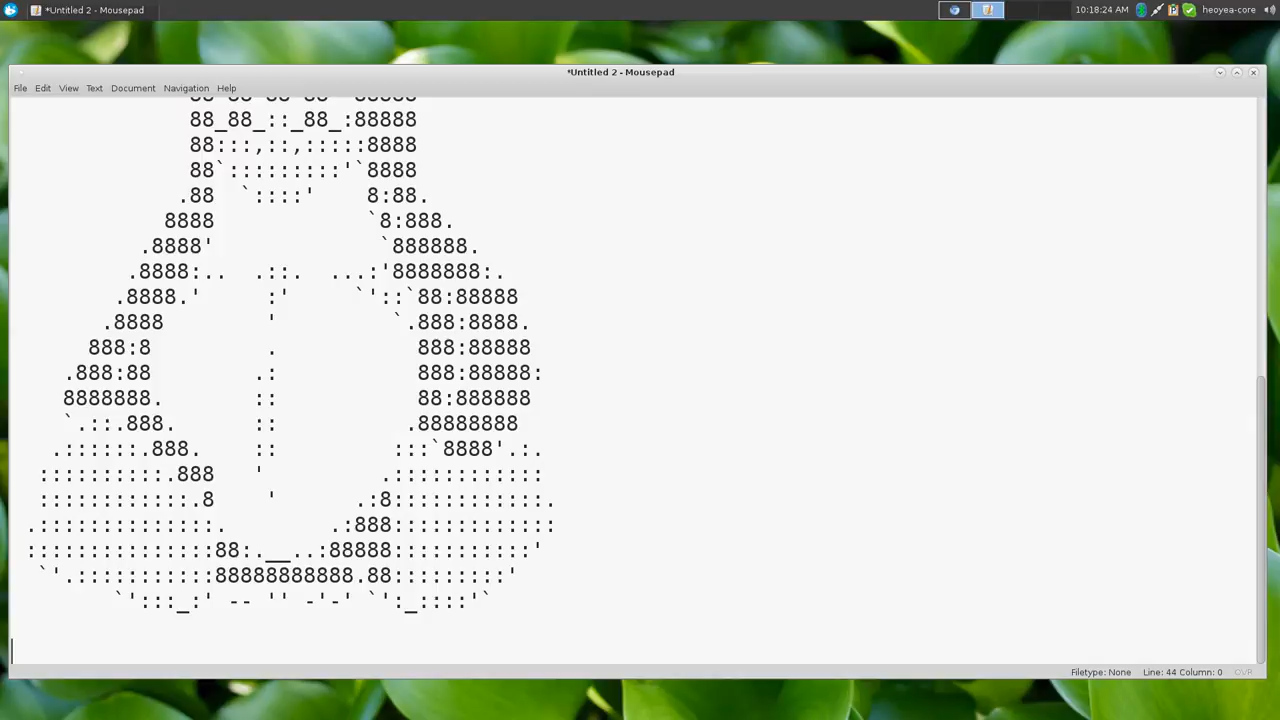 *Untitled 2 - Mousepad
10:18:24 AM
heoyea-core
*Untitled 2 - Mousepad
File Edit View Text Document Navigation Help
88_88_::_88_:88888
88:::,::,:::::8888
88`:::::::::'`8888
.88  `::::'    8:88.
8888            `8:888.
.8888'             `888888.
.8888:..  .::.  ...:'8888888:.
.8888.'     :'     `'::`88:88888
.8888        '         `.888:8888.
888:8         .           888:88888
.888:88        .:           888:88888:
8888888.       ::           88:888888
`.::.888.      ::          .88888888
.::::::.888.    ::         :::`8888'.:.
::::::::::.888   '         .::::::::::::
::::::::::::.8    '      .:8::::::::::::.
.::::::::::::::.        .:888:::::::::::::
:::::::::::::::88:.__..:88888:::::::::::'
`'.:::::::::::88888888888.88:::::::::'
`':::_:' -- '' -'-' `':_::::'`
Filetype: None Line: 44 Column: 0 OVR